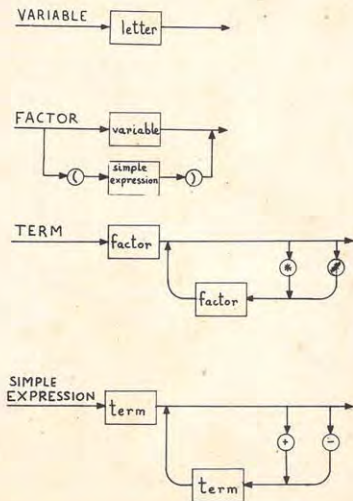 VARIABLE
letter
FACTOR
variable
(
simple
expression
)
TERM
factor
* /
factor
SIMPLE
EXPRESSION
term
+ -
term